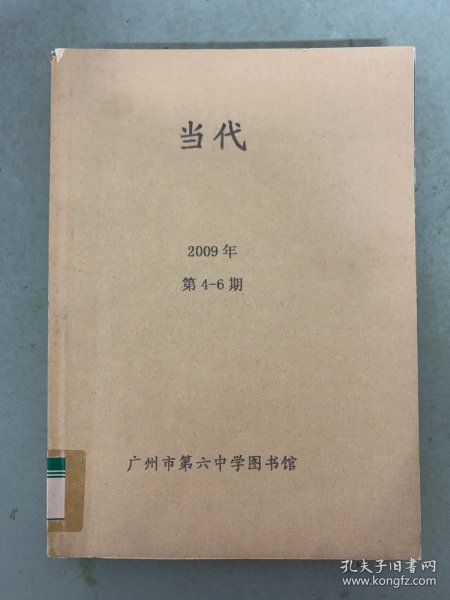 当代
2009年
第4-6期
广州市第六中学图书馆
孔夫子旧书网
www.kongfz.com